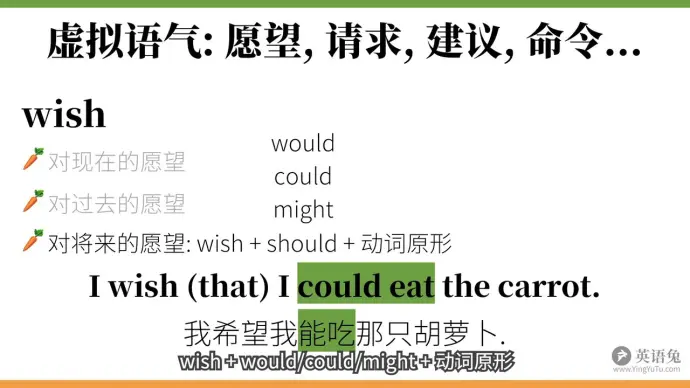 虚拟语气: 愿望, 请求, 建议, 命令...
wish
对现在的愿望
对过去的愿望
would
could
might
对将来的愿望: wish + should + 动词原形
I wish (that) I could eat the carrot.
我希望我能吃那只胡萝卜.
wish + would/could/might + 动词原形
英语兔
www.YingYuTu.com